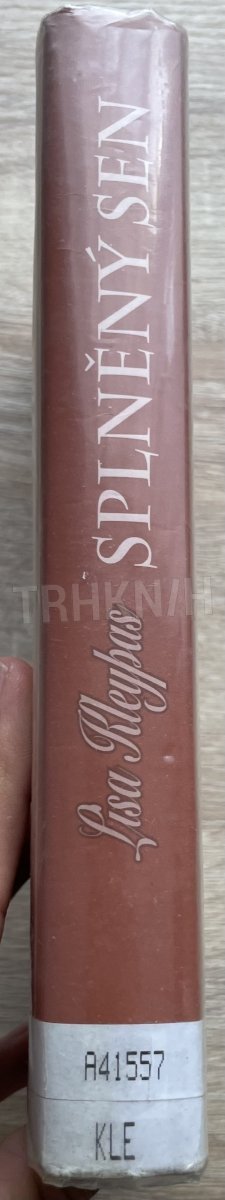 SPLNĚNÝ SEN
Lisa Kleypas
TRHKNIH
A41557
KLE